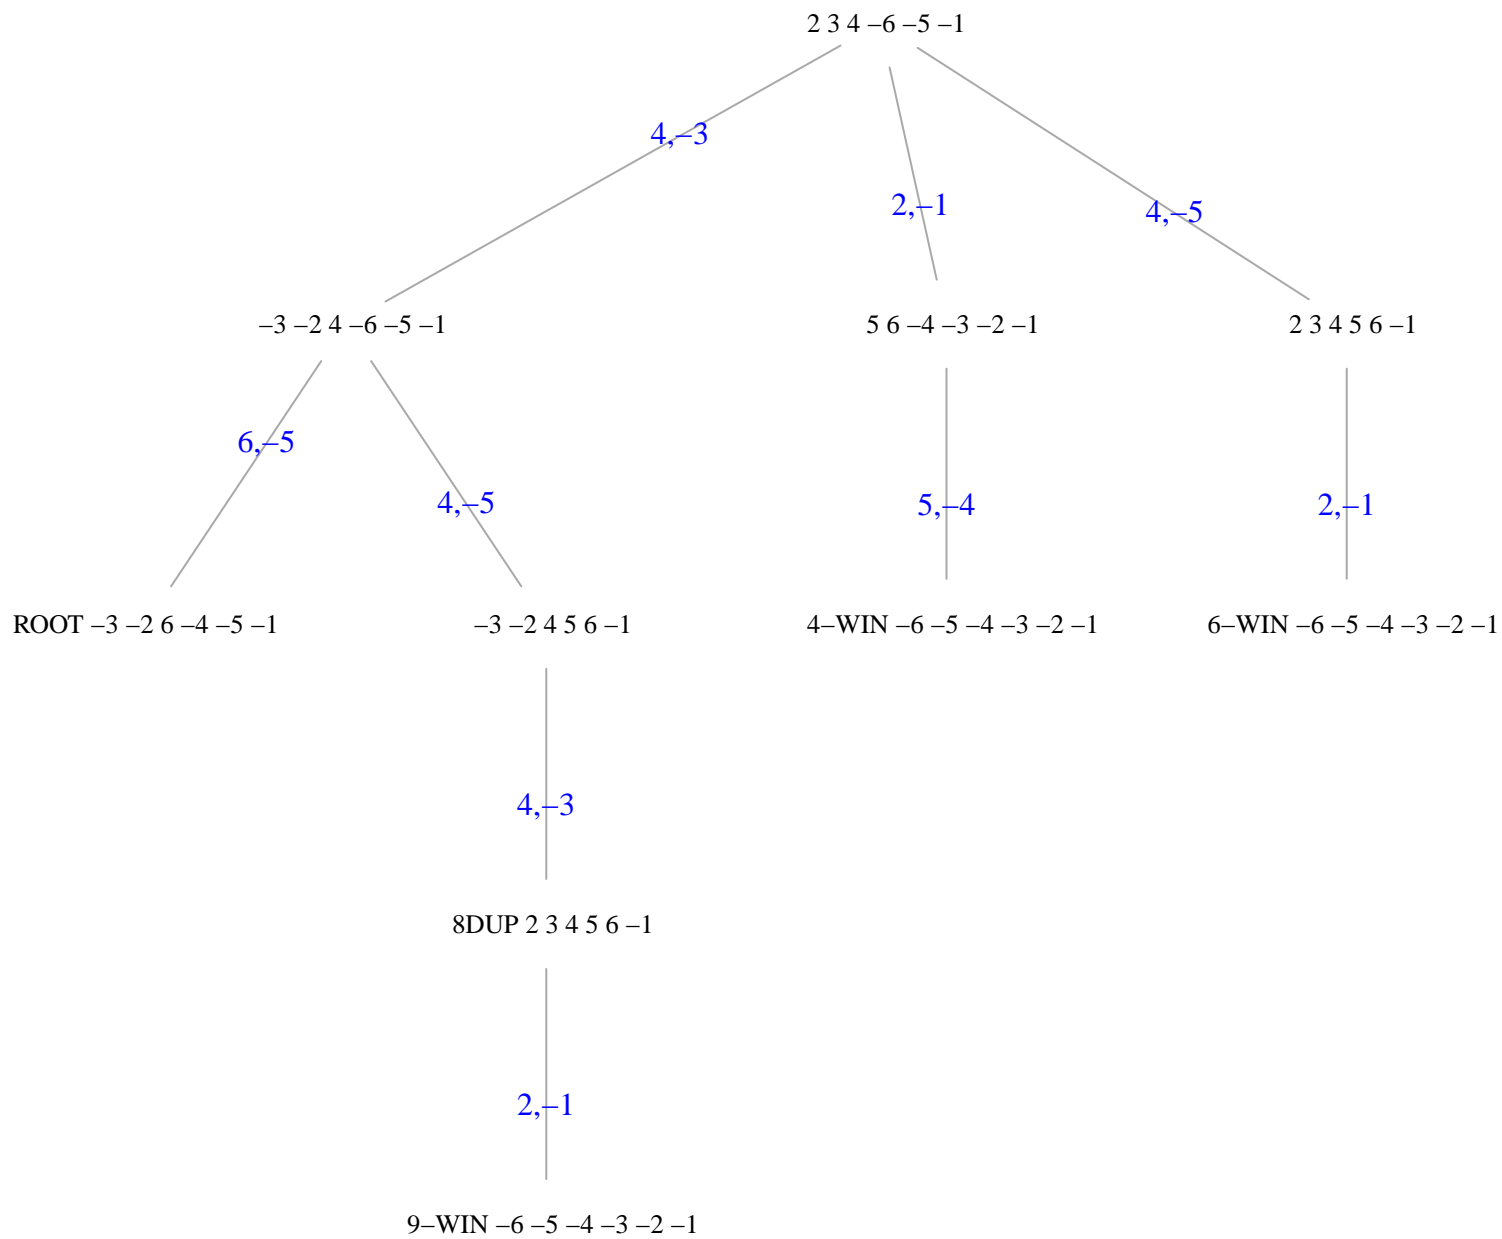 2 3 4 –6 –5 –1
4,–3
2,–1
4,–5
–3 –2 4 –6 –5 –1
5 6 –4 –3 –2 –1
2 3 4 5 6 –1
6,–5
4,–5
5,–4
2,–1
ROOT –3 –2 6 –4 –5 –1
–3 –2 4 5 6 –1
4–WIN –6 –5 –4 –3 –2 –1
6–WIN –6 –5 –4 –3 –2 –1
4,–3
8DUP 2 3 4 5 6 –1
2,–1
9–WIN –6 –5 –4 –3 –2 –1